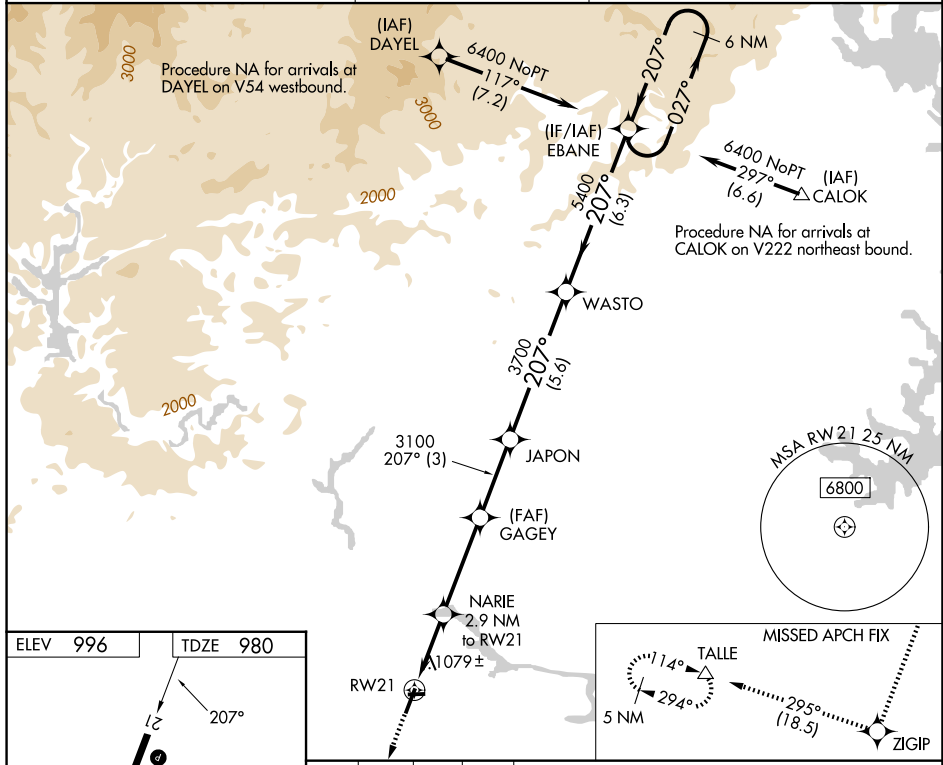 (IAF)
DAYEL
6400 NoPT
117°
(7.2)
Procedure NA for arrivals at
DAYEL on V54 westbound.
3000
3000
2000
2000
207°
027°
6 NM
(IF/IAF)
EBANE
6400 NoPT
297°
(6.6)
(IAF)
CALOK
Procedure NA for arrivals at
CALOK on V222 northeast bound.
5400
207°
(6.3)
WASTO
3700
207°
(5.6)
3100
207° (3)
JAPON
(FAF)
GAGEY
MSA RW21 25 NM
6800
NARIE
2.9 NM
to RW21
1079 ±
RW21
ELEV 996
TDZE 980
207°
21
P
MISSED APCH FIX
TALLE
114°
294°
5 NM
295°
(18.5)
ZIGIP